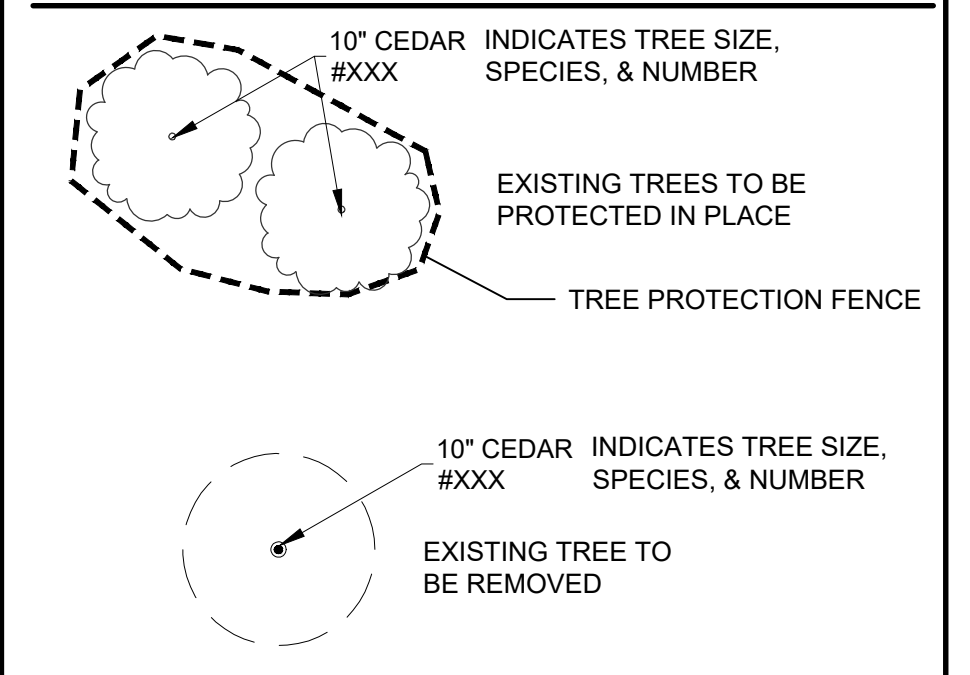 10" CEDAR INDICATES TREE SIZE,
#XXX SPECIES, & NUMBER
EXISTING TREES TO BE
PROTECTED IN PLACE
TREE PROTECTION FENCE
10" CEDAR INDICATES TREE SIZE,
#XXX SPECIES, & NUMBER
EXISTING TREE TO
BE REMOVED